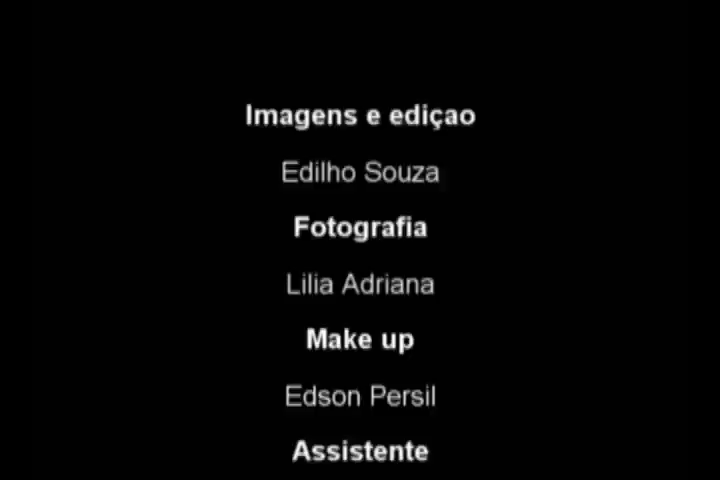 Imagens e ediçao
Edilho Souza
Fotografia
Lilia Adriana
Make up
Edson Persil
Assistente